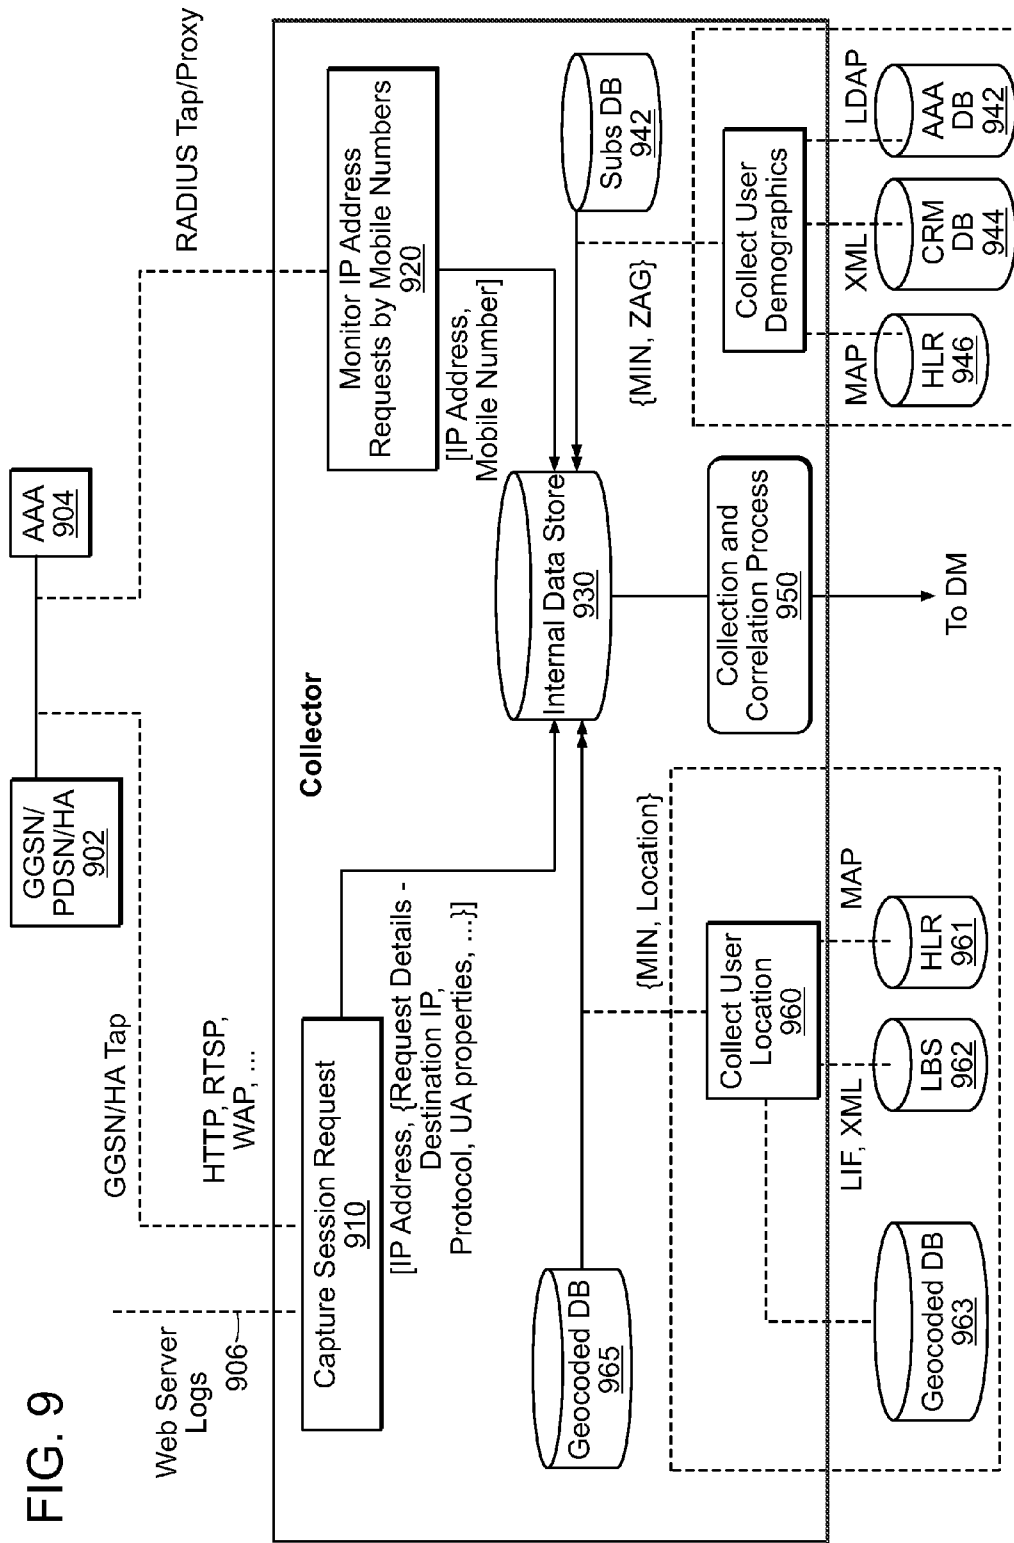 FIG. 9
GGSN/
PDSN/HA
902
AAA
904
GGSN/HA Tap
RADIUS Tap/Proxy
Web Server
Logs
906
HTTP, RTSP,
WAP, ...
Collector
Capture Session Request
910
Monitor IP Address
Requests by Mobile Numbers
920
[IP Address, {Request Details -
Destination IP,
Protocol, UA properties, ...}]
[IP Address,
Mobile Number]
Geocoded DB
965
Internal Data Store
930
Subs DB
942
{MIN, Location}
{MIN, ZAG}
Collect User
Location
960
Collection and
Correlation Process
950
Collect User
Demographics
LIF, XML
MAP
MAP
XML
LDAP
Geocoded DB
963
LBS
962
HLR
961
To DM
HLR
946
CRM
DB
944
AAA
DB
942